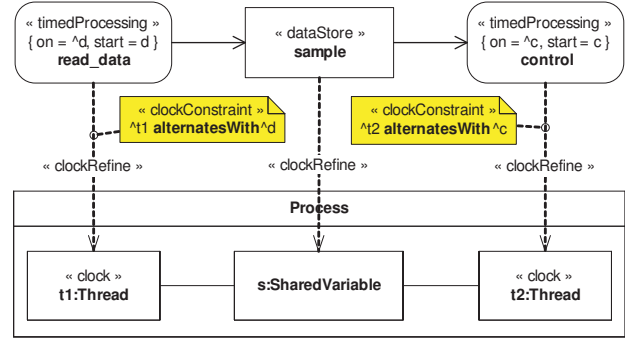 « timedProcessing »
{ on = ^d, start = d }
read_data
« dataStore »
sample
« timedProcessing »
{ on = ^c, start = c }
control
« clockConstraint »
^t1 alternatesWith ^d
« clockConstraint »
^t2 alternatesWith ^c
« clockRefine »
« clockRefine »
« clockRefine »
Process
« clock »
t1:Thread
s:SharedVariable
« clock »
t2:Thread